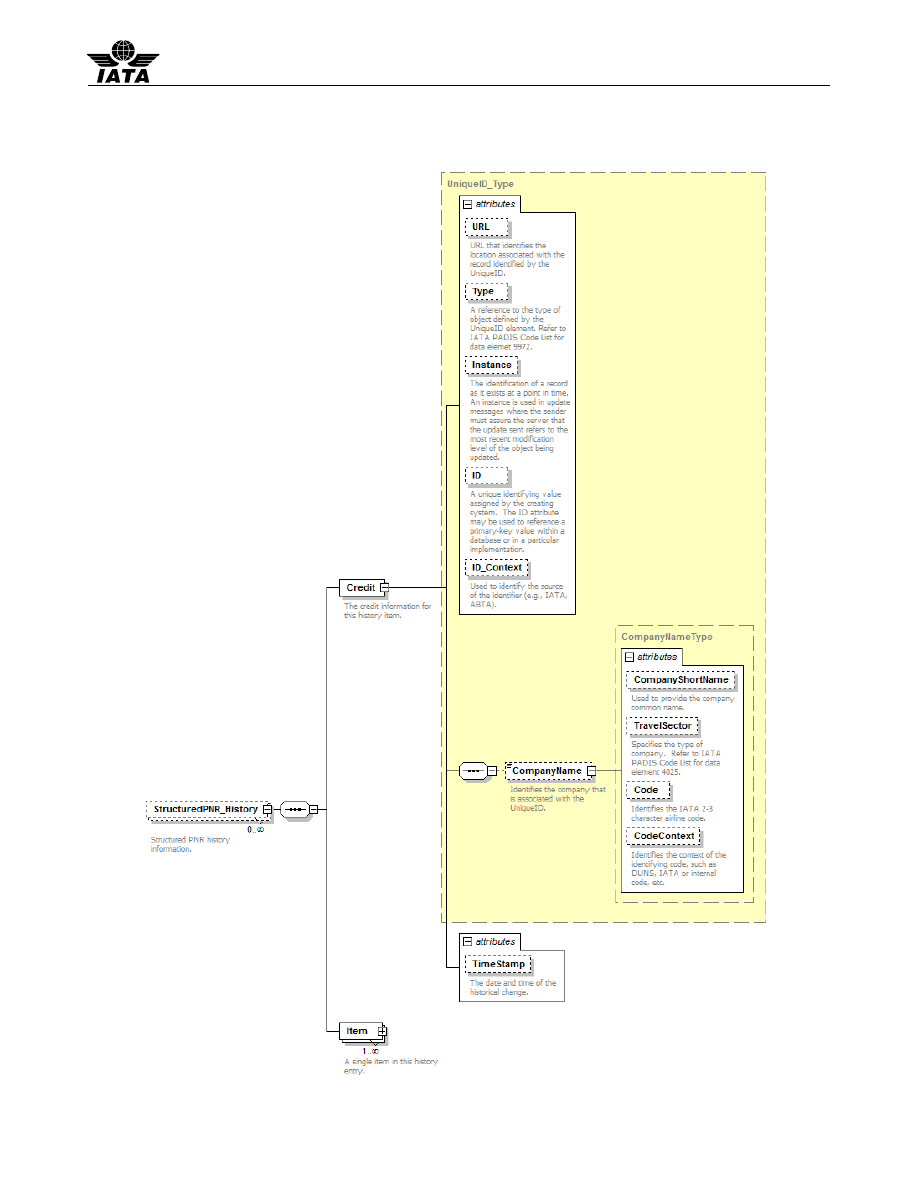 IATA
UniqueID_Type
attributes
URL
URL that identifies the
location associated with the
record identified by the
UniqueID.
Type
A reference to the type of
object defined by the
UniqueID element. Refer to
IATA PADIS Code List for
data elemet 9972.
Instance
The identification of a record
as it exists at a point in time.
An instance is used in update
messages where the sender
must assure the server that
the update sent refers to the
most recent modification
level of the object being
updated.
ID
A unique identifying value
assigned by the creating
system.  The ID attribute
may be used to reference a
primary-key value within a
database or in a particular
implementation.
ID_Context
Used to identify the source
of the identifier (e.g., IATA,
ABTA).
Credit
The credit information for
this history item.
CompanyNameType
attributes
CompanyShortName
Used to provide the company
common name.
TravelSector
Specifies the type of
company.  Refer to IATA
PADIS Code List for data
element 4025.
Code
Identifies the IATA 2-3
character airline code.
CodeContext
Identifies the context of the
identifying code, such as
DUNS, IATA or internal
code, etc.
CompanyName
Identifies the company that
is associated with the
UniqueID.
StructuredPNR_History
0..∞
Structured PNR history
information.
attributes
TimeStamp
The date and time of the
historical change.
Item
1..∞
A single item in this history
entry.